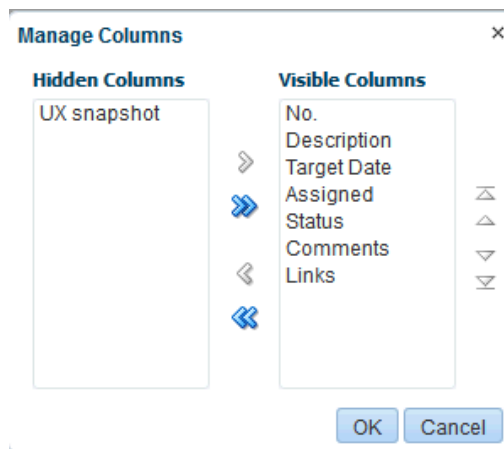 Manage Columns
Hidden Columns
UX snapshot
Visible Columns
No.
Description
Target Date
Assigned
Status
Comments
Links
OK
Cancel